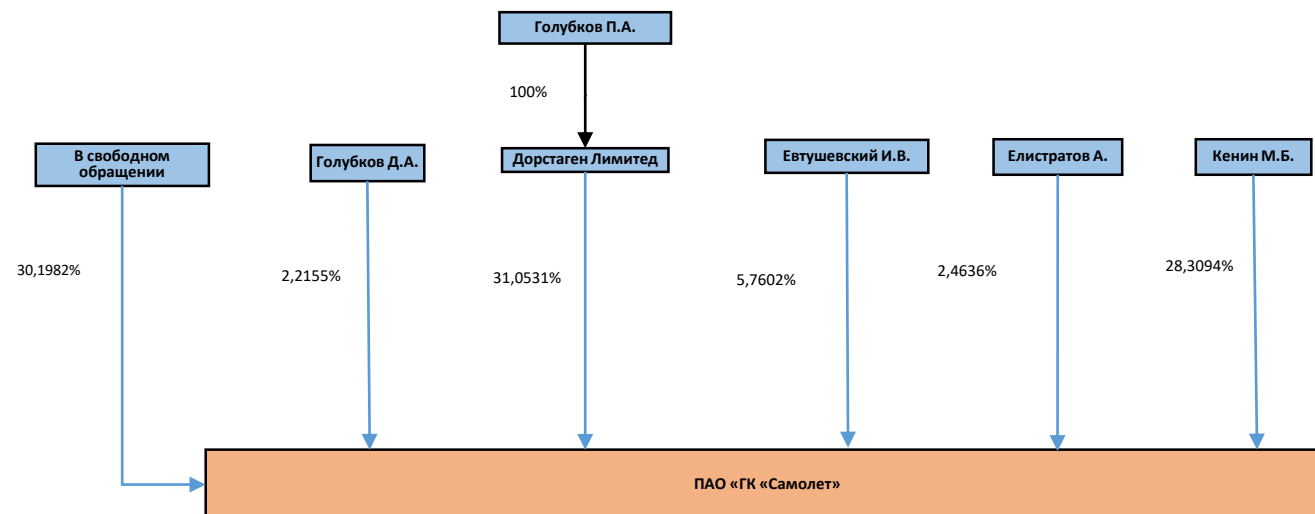 Голубков П.А.
100%
В свободном
обращении
Голубков Д.А.
Дорстаген Лимитед
Евтушевский И.В.
Елистратов А.
Кенин М.Б.
30,1982%
2,2155%
31,0531%
5,7602%
2,4636%
28,3094%
ПАО «ГК «Самолет»